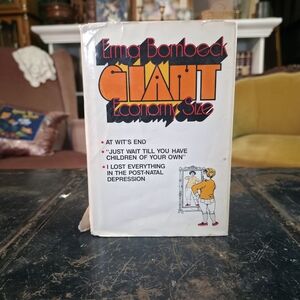 Erma Bombeck
GIANT
Economy Size
• AT WIT'S END
• "JUST WAIT TILL YOU HAVE
CHILDREN OF YOUR OWN"
• I LOST EVERYTHING
IN THE POST-NATAL
DEPRESSION